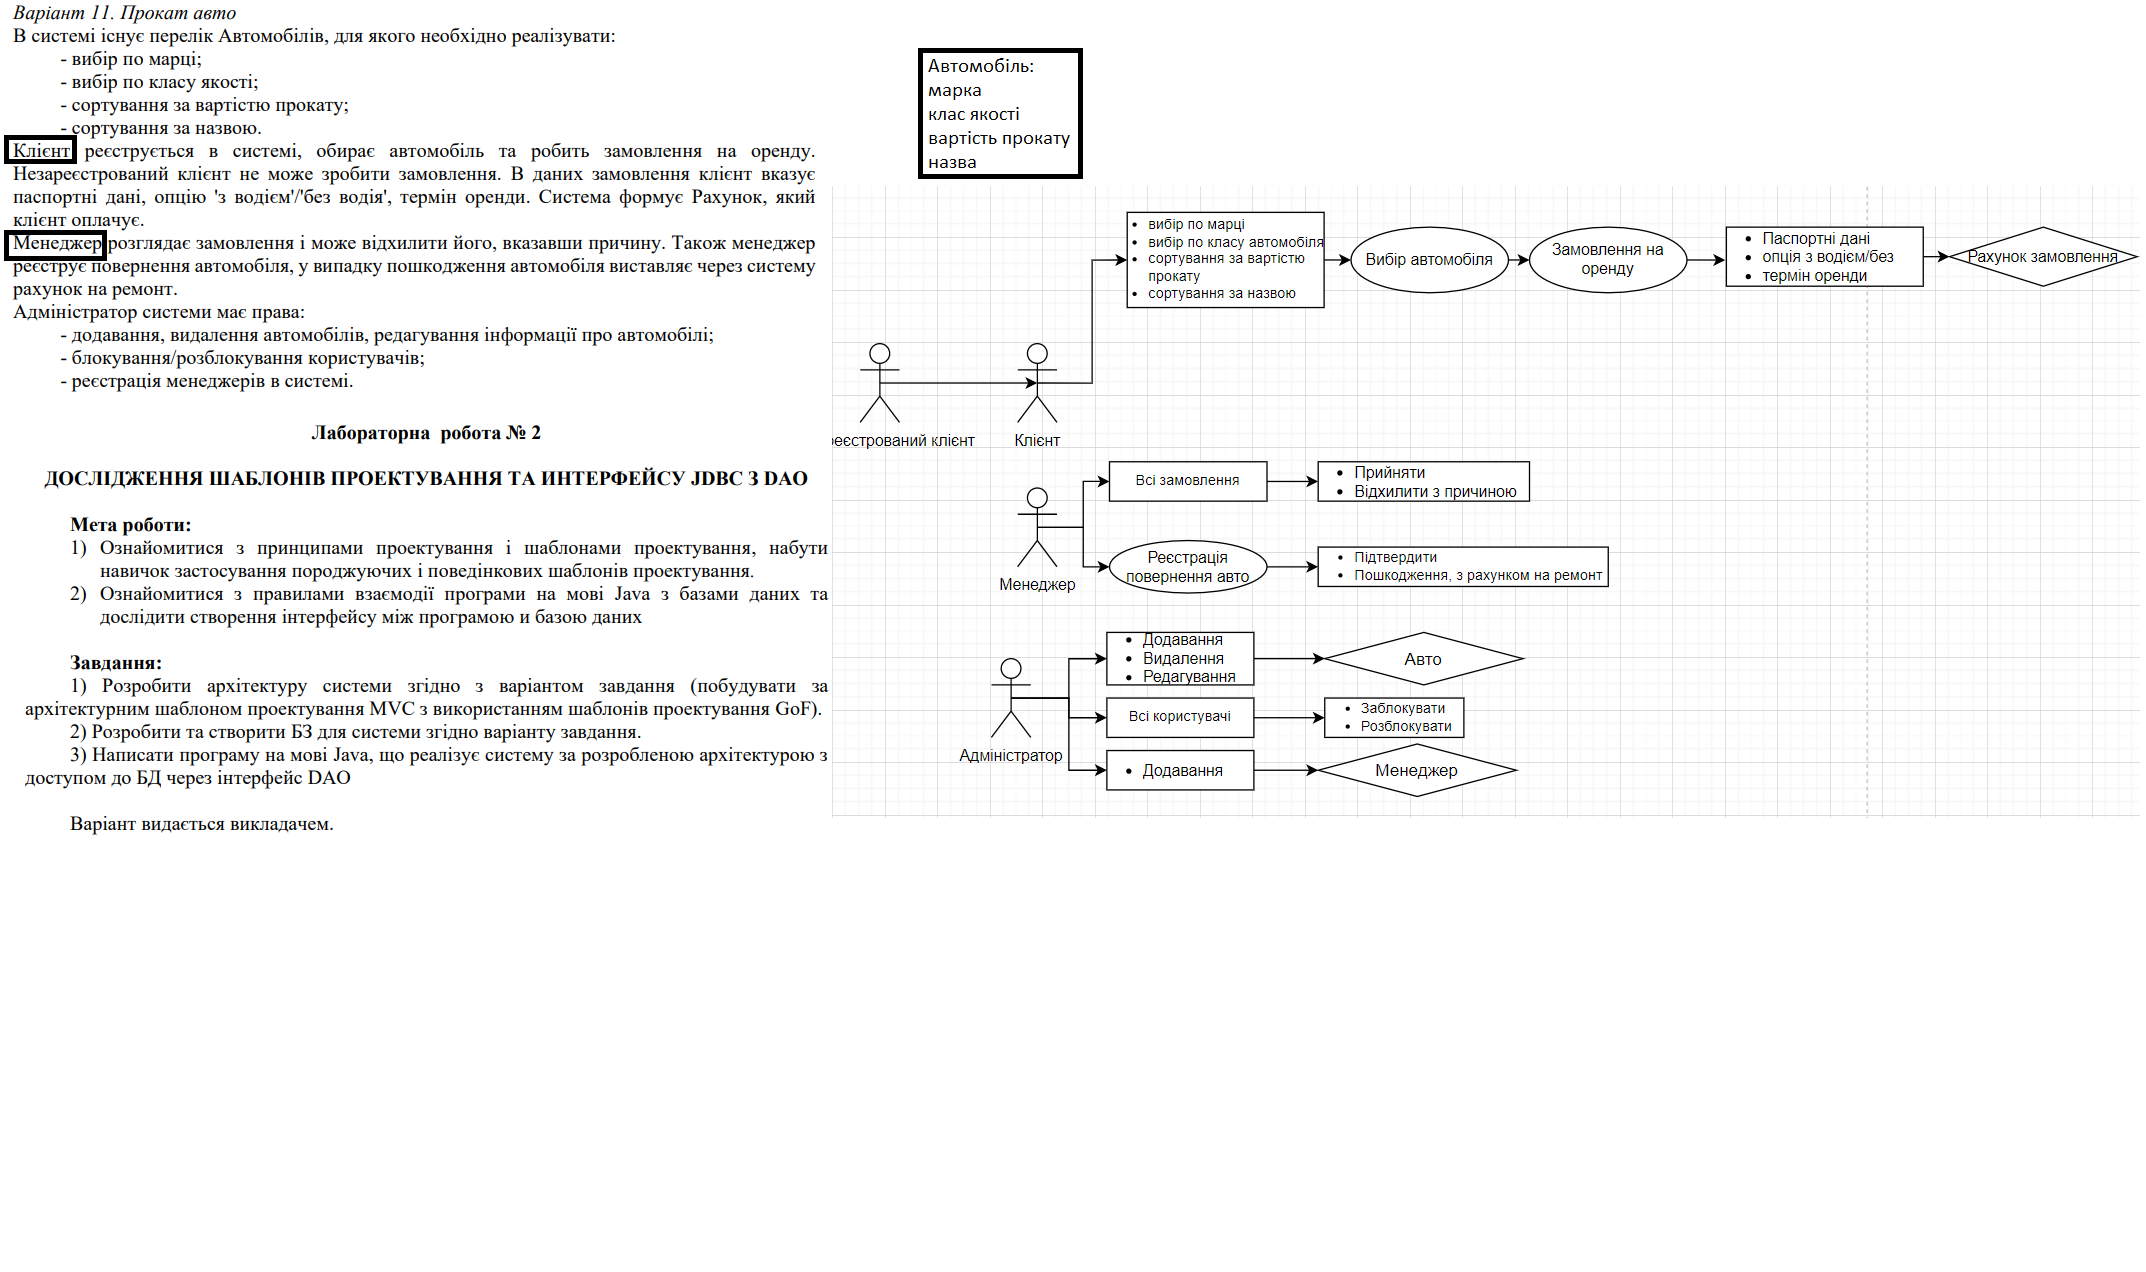 Варіант 11. Прокат авто
В системі існує перелік Автомобілів, для якого необхідно реалізувати:
- вибір по марці;
- вибір по класу якості;
- сортування за вартістю прокату;
- сортування за назвою.
Клієнт реєструється в системі, обирає автомобіль та робить замовлення на оренду.
Незареєстрований клієнт не може зробити замовлення. В даних замовлення клієнт вказує
паспортні дані, опцію 'з водієм'/'без водія', термін оренди. Система формує Рахунок, який
клієнт оплачує.
Менеджер розглядає замовлення і може відхилити його, вказавши причину. Також менеджер
реєструє повернення автомобіля, у випадку пошкодження автомобіля виставляє через систему
рахунок на ремонт.
Адміністратор системи має права:
- додавання, видалення автомобілів, редагування інформації про автомобілі;
- блокування/розблокування користувачів;
- реєстрація менеджерів в системі.
Лабораторна робота № 2
ДОСЛІДЖЕННЯ ШАБЛОНІВ ПРОЕКТУВАННЯ ТА ИНТЕРФЕЙСУ JDBC З DAO
Мета роботи:
1) Ознайомитися з принципами проектування і шаблонами проектування, набути
навичок застосування породжуючих і поведінкових шаблонів проектування.
2) Ознайомитися з правилами взаємодії програми на мові Java з базами даних та
дослідити створення інтерфейсу між програмою и базою даних
Завдання:
1) Розробити архітектуру системи згідно з варіантом завдання (побудувати за
архітектурним шаблоном проектування MVC з використанням шаблонів проектування GoF).
2) Розробити та створити БЗ для системи згідно варіанту завдання.
3) Написати програму на мові Java, що реалізує систему за розробленою архітектурою з
доступом до БД через інтерфейс DAO
Варіант видається викладачем.
Автомобіль:
марка
клас якості
вартість прокату
назва
• вибір по марці
• вибір по класу автомобіля
• сортування за вартістю
прокату
• сортування за назвою
Вибір автомобіля
Замовлення на
оренду
• Паспортні дані
• опція з водієм/без
• термін оренди
Рахунок замовлення
реєстрований клієнт
Клієнт
Всі замовлення
• Прийняти
• Відхилити з причиною
Менеджер
Реєстрація
повернення авто
• Підтвердити
• Пошкодження, з рахунком на ремонт
• Додавання
• Видалення
• Редагування
Авто
Адміністратор
Всі користувачі
• Заблокувати
• Розблокувати
• Додавання
Менеджер